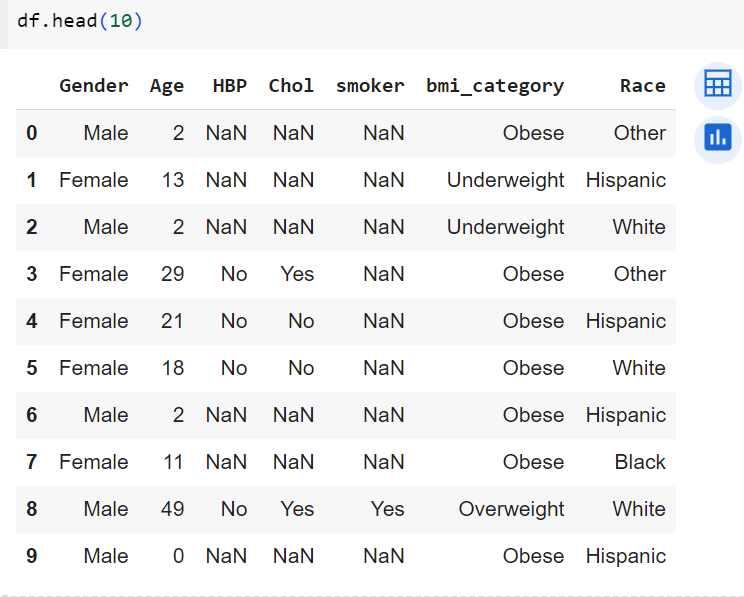 df.head(10)
Gender Age HBP Chol smoker bmi_category Race
0 Male 2 NaN NaN NaN Obese Other
1 Female 13 NaN NaN NaN Underweight Hispanic
2 Male 2 NaN NaN NaN Underweight White
3 Female 29 No Yes NaN Obese Other
4 Female 21 No No NaN Obese Hispanic
5 Female 18 No No NaN Obese White
6 Male 2 NaN NaN NaN Obese Hispanic
7 Female 11 NaN NaN NaN Obese Black
8 Male 49 No Yes Yes Overweight White
9 Male 0 NaN NaN NaN Obese Hispanic